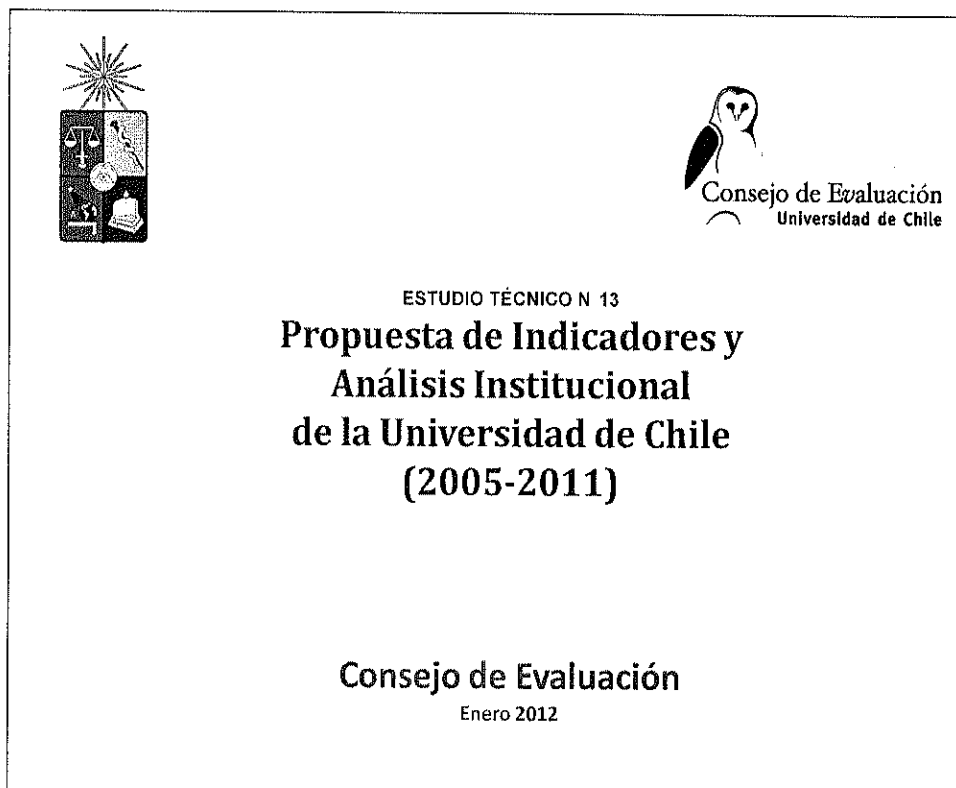 Consejo de Evaluación
Universidad de Chile
ESTUDIO TÉCNICO N 13
Propuesta de Indicadores y
Análisis Institucional
de la Universidad de Chile
(2005-2011)
Consejo de Evaluación
Enero 2012